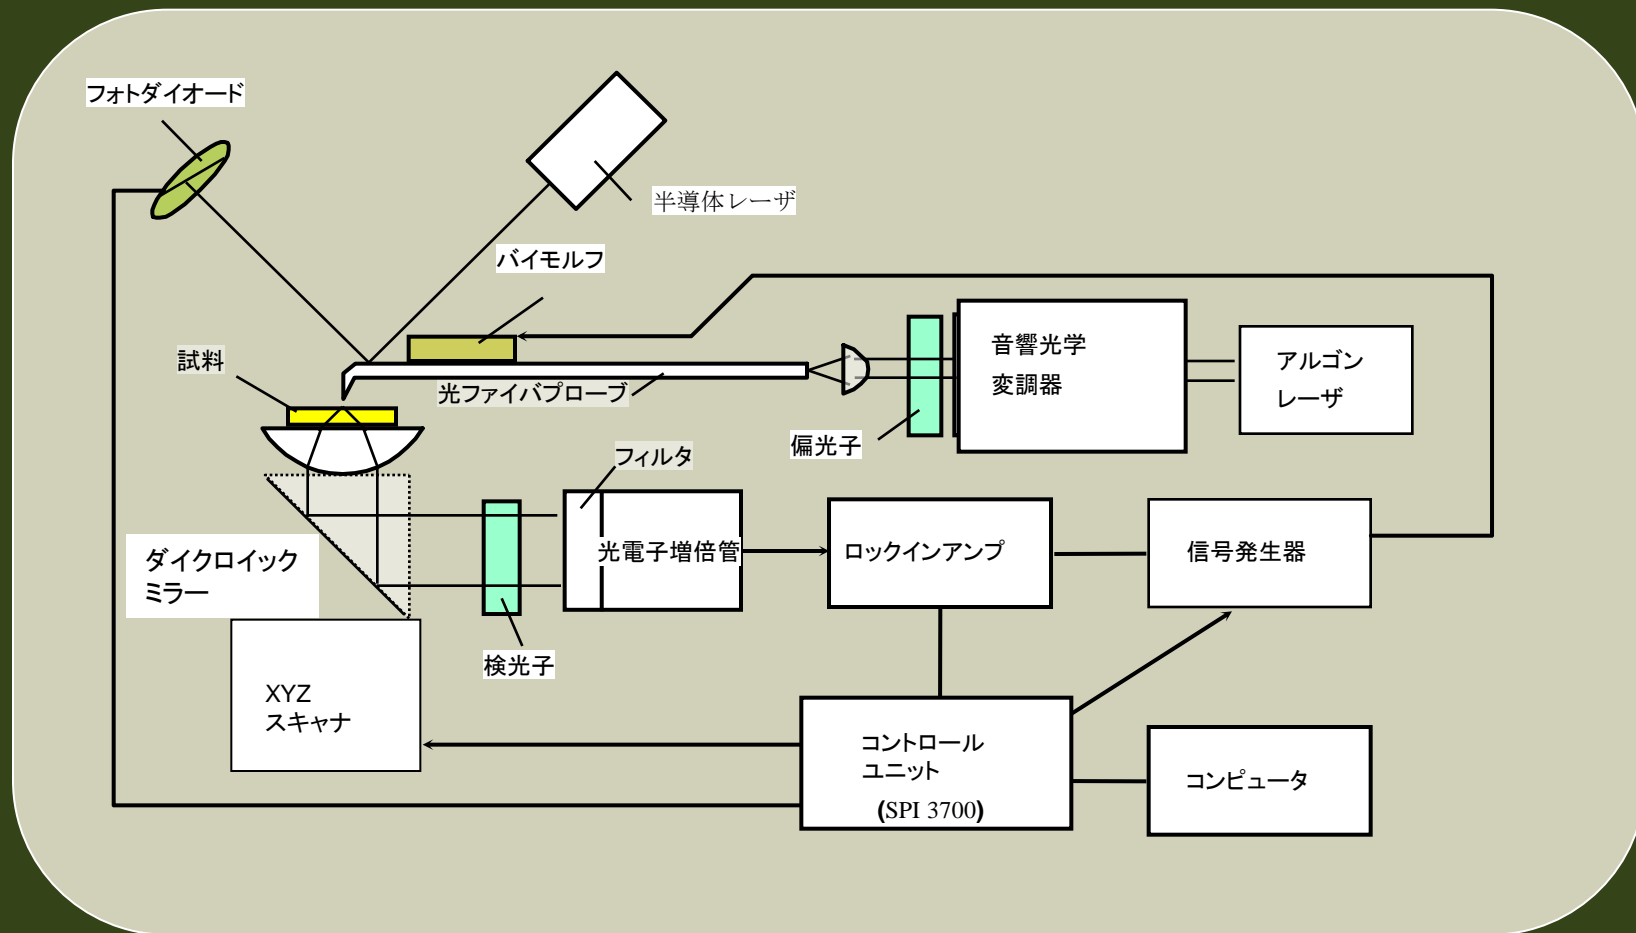 フォトダイオード
半導体レーザ
バイモルフ
試料
光ファイバプローブ
音響光学
変調器
アルゴン
レーザ
偏光子
フィルタ
ダイクロイック
ミラー
光電子増倍管
ロックインアンプ
信号発生器
検光子
XYZ
スキャナ
コントロール
ユニット
(SPI 3700)
コンピュータ